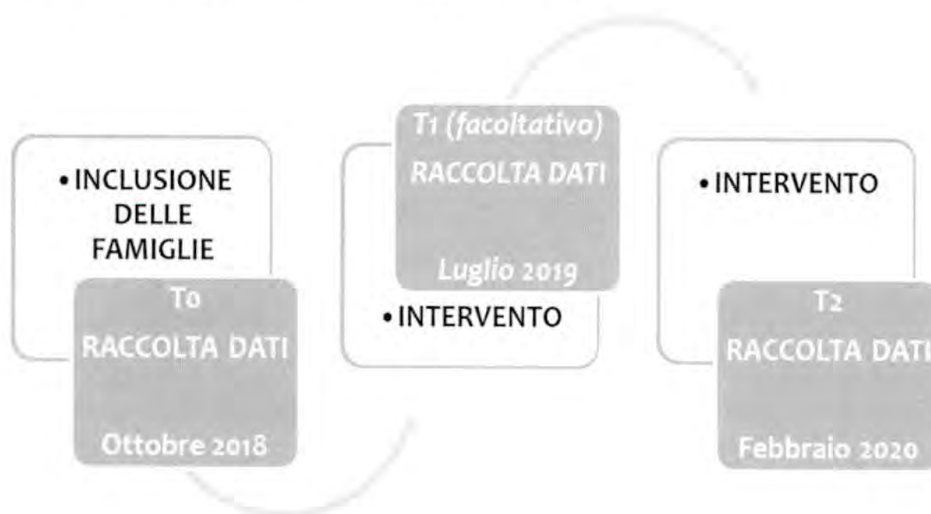 • INCLUSIONE
DELLE
FAMIGLIE
T0
RACCOLTA DATI
Ottobre 2018
T1 (facoltativo)
RACCOLTA DATI
Luglio 2019
• INTERVENTO
• INTERVENTO
T2
RACCOLTA DATI
Febbraio 2020